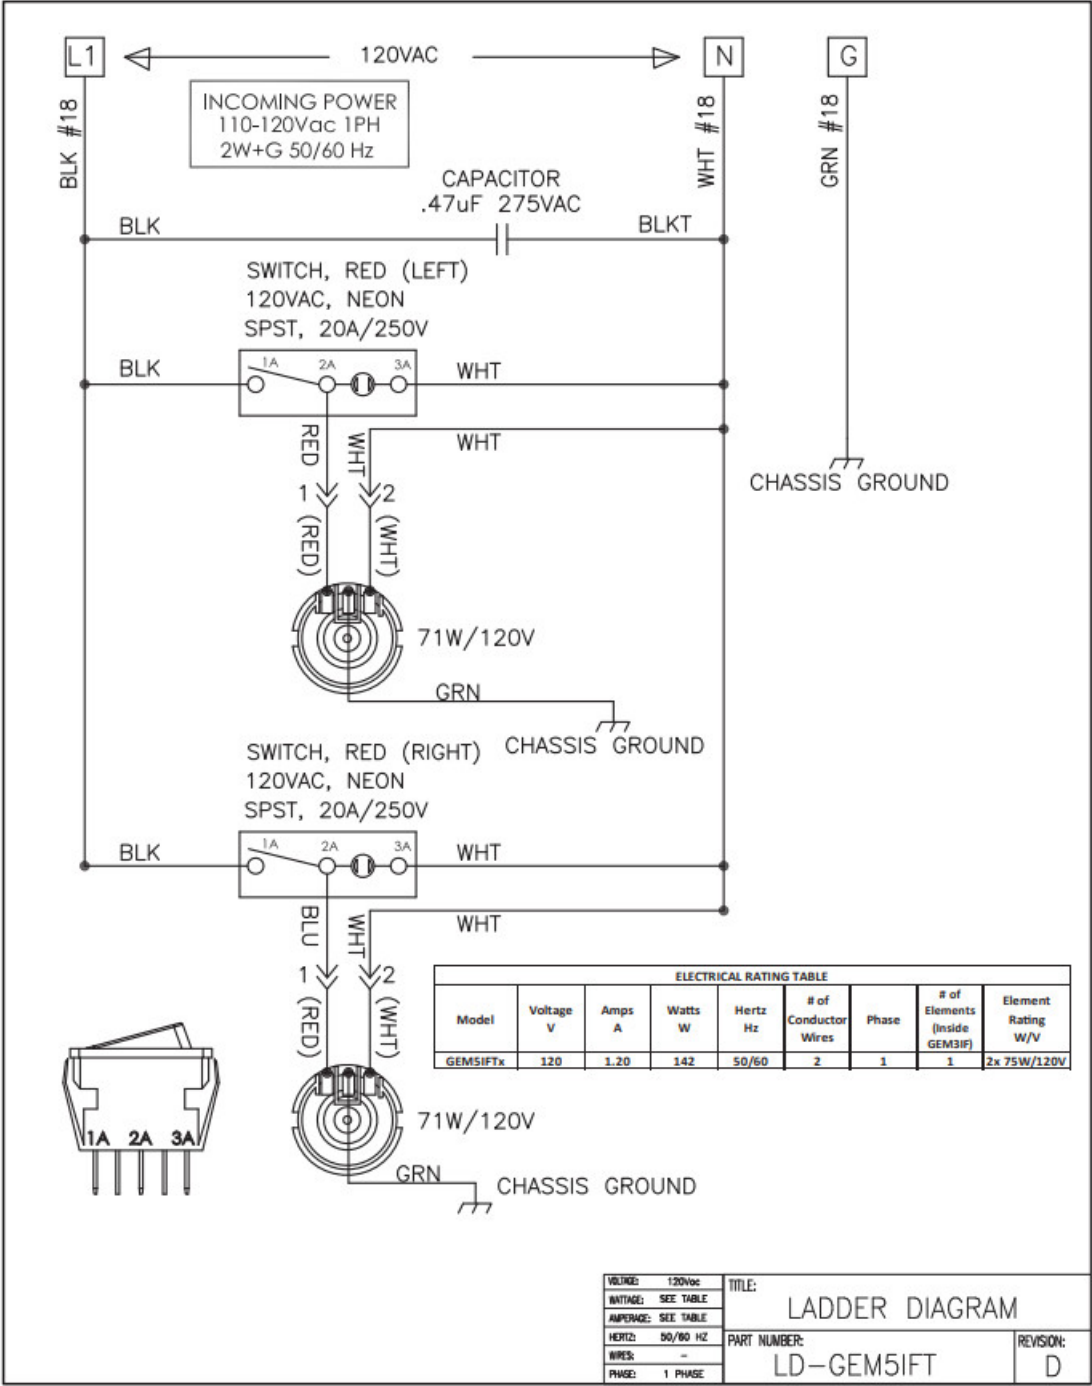 L1
120VAC
N
G
INCOMING POWER
110-120Vac 1PH
2W+G 50/60 Hz
BLK #18
WHT #18
GRN #18
CAPACITOR
.47uF 275VAC
BLK
BLKT
SWITCH, RED (LEFT)
120VAC, NEON
SPST, 20A/250V
1A
2A
3A
BLK
WHT
RED
WHT
WHT
CHASSIS GROUND
1
2
(RED)
(WHT)
71W/120V
GRN
CHASSIS GROUND
SWITCH, RED (RIGHT)
120VAC, NEON
SPST, 20A/250V
1A
2A
3A
BLK
WHT
BLU
WHT
WHT
1
2
(RED)
(WHT)
71W/120V
GRN
CHASSIS GROUND
ELECTRICAL RATING TABLE
Model
Voltage
V
Amps
A
Watts
W
Hertz
Hz
# of
Conductor
Wires
Phase
# of
Elements
(Inside
GEM3IF)
Element
Rating
W/V
GEM5IFTx 120 1.20 142 50/60 2 1 1 2x 75W/120V
1A 2A 3A
VOLTAGE: 120Vac
WATTAGE: SEE TABLE
AMPERAGE: SEE TABLE
HERTZ: 50/60 HZ
WIRES: -
PHASE: 1 PHASE
TITLE:
LADDER DIAGRAM
PART NUMBER:
LD-GEM5IFT
REVISION:
D